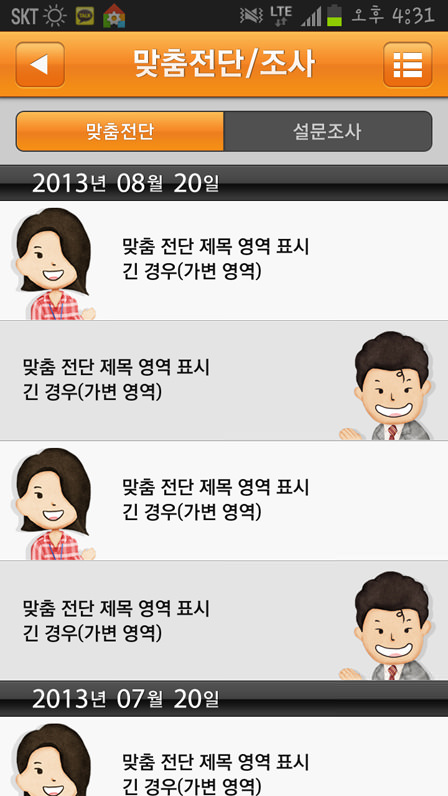 SKT TALK LTE 오후 4:31
맞춤전단/조사
맞춤전단 설문조사
2013년 08월 20일
맞춤 전단 제목 영역 표시
긴 경우(가변 영역)
맞춤 전단 제목 영역 표시
긴 경우(가변 영역)
맞춤 전단 제목 영역 표시
긴 경우(가변 영역)
맞춤 전단 제목 영역 표시
긴 경우(가변 영역)
2013년 07월 20일
맞춤 전단 제목 영역 표시
긴 경우(가변 영역)